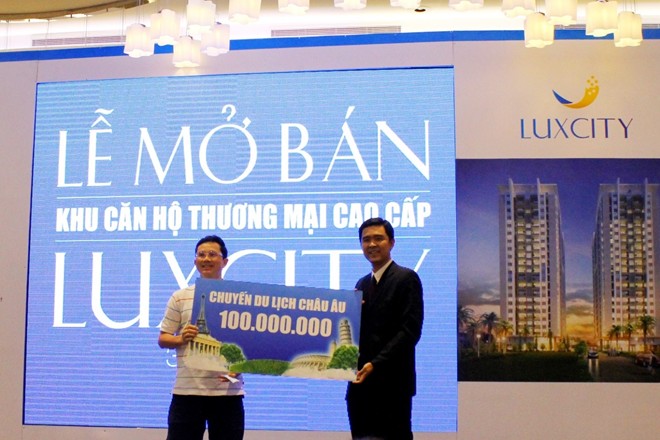 LỄ MỞ BÁN
KHU CĂN HỘ THƯƠNG MẠI CAO CẤP
LUXCITY
CHUYẾN DU LỊCH CHÂU ÂU
100.000.000
LUXCITY